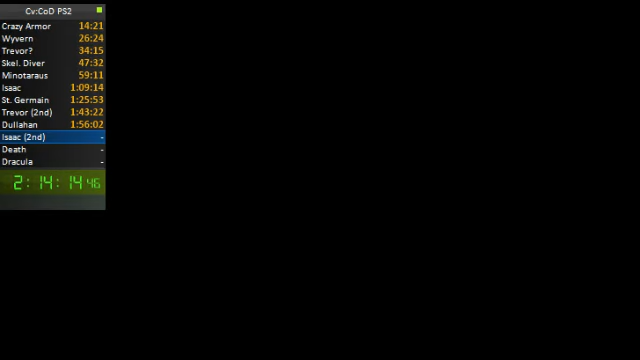 Cv:CoD PS2
Crazy Armor 14:21
Wyvern 26:24
Trevor? 34:15
Skel. Diver 47:32
Minotaraus 59:11
Isaac 1:09:14
St. Germain 1:25:53
Trevor (2nd) 1:43:22
Dullahan 1:56:02
Isaac (2nd) -
Death -
Dracula -
2:14:14 46